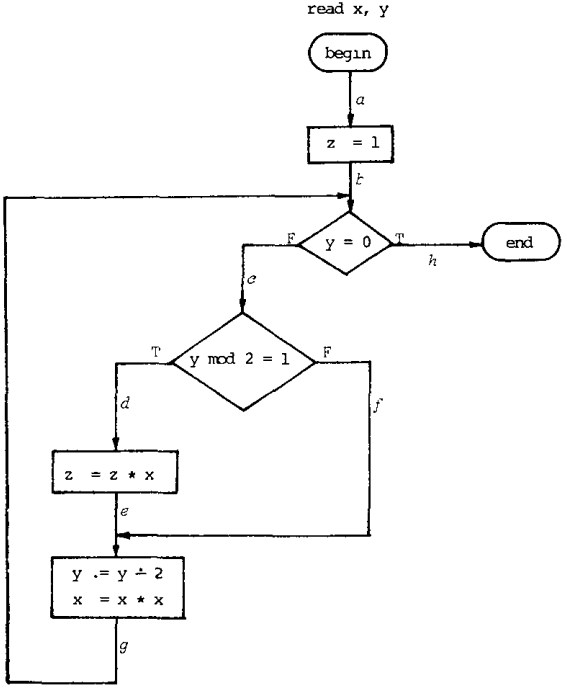 read x, y
begin
a
z = 1
b
F y = 0 T
end
h
c
T y mod 2 = 1 F
d
f
z = z * x
e
y := y ÷ 2
x = x * x
g